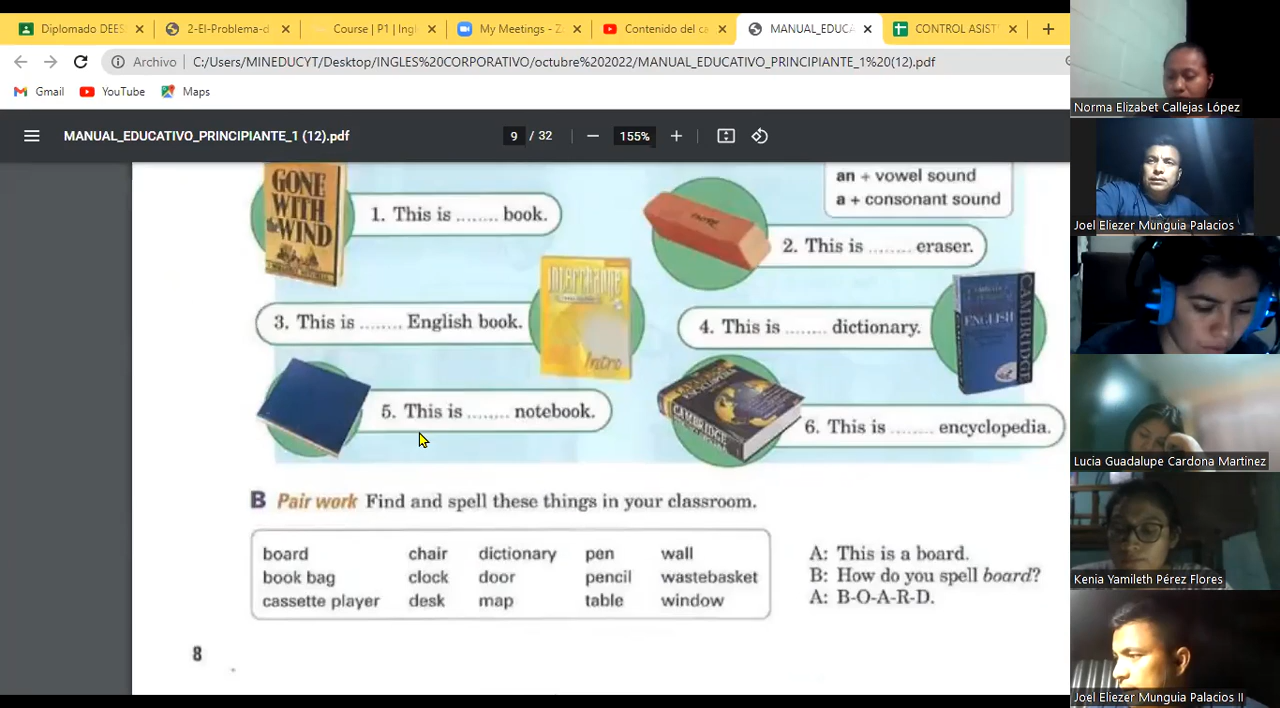 Diplomado DEES
2-El-Problema-d
Course | P1 | Ingl
My Meetings - Z
Contenido del ca
MANUAL_EDUCA
CONTROL ASIST
Archivo
C:/Users/MINEDUCYT/Desktop/INGLES%20CORPORATIVO/octubre%202022/MANUAL_EDUCATIVO_PRINCIPIANTE_1%20(12).pdf
Gmail
YouTube
Maps
MANUAL_EDUCATIVO_PRINCIPIANTE_1 (12).pdf
9 / 32
155%
an + vowel sound
a + consonant sound
GONE
WITH
the WIND
1. This is ........ book.
2. This is ........ eraser.
Interchange
Intro
3. This is ........ English book.
4. This is ........ dictionary.
CAMBRIDGE
ENGLISH
5. This is ........ notebook.
6. This is ........ encyclopedia.
B Pair work Find and spell these things in your classroom.
board chair dictionary pen wall
book bag clock door pencil wastebasket
cassette player desk map table window
A: This is a board.
B: How do you spell board?
A: B-O-A-R-D.
8
Norma Elizabet Callejas López
Joel Eliezer Munguia Palacios
Lucia Guadalupe Cardona Martinez
Kenia Yamileth Pérez Flores
Joel Eliezer Munguia Palacios II